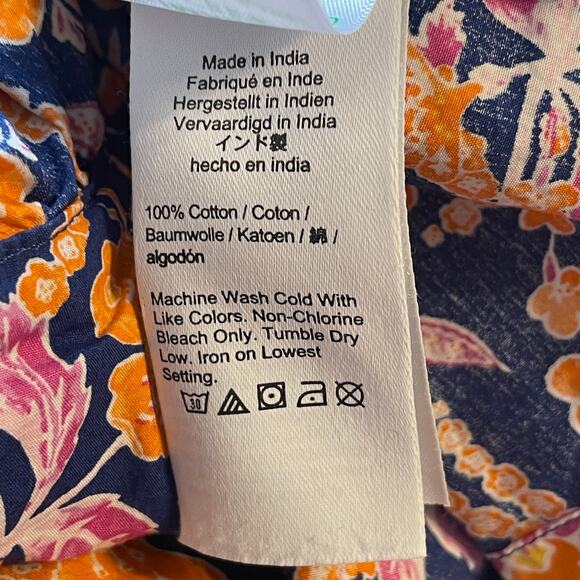 Made in India
Fabriqué en Inde
Hergestellt in Indien
Vervaardigd in India
インド製
hecho en india
100% Cotton / Coton /
Baumwolle / Katoen / 綿 /
algodón
Machine Wash Cold With
Like Colors. Non-Chlorine
Bleach Only. Tumble Dry
Low. Iron on Lowest
Setting.
30